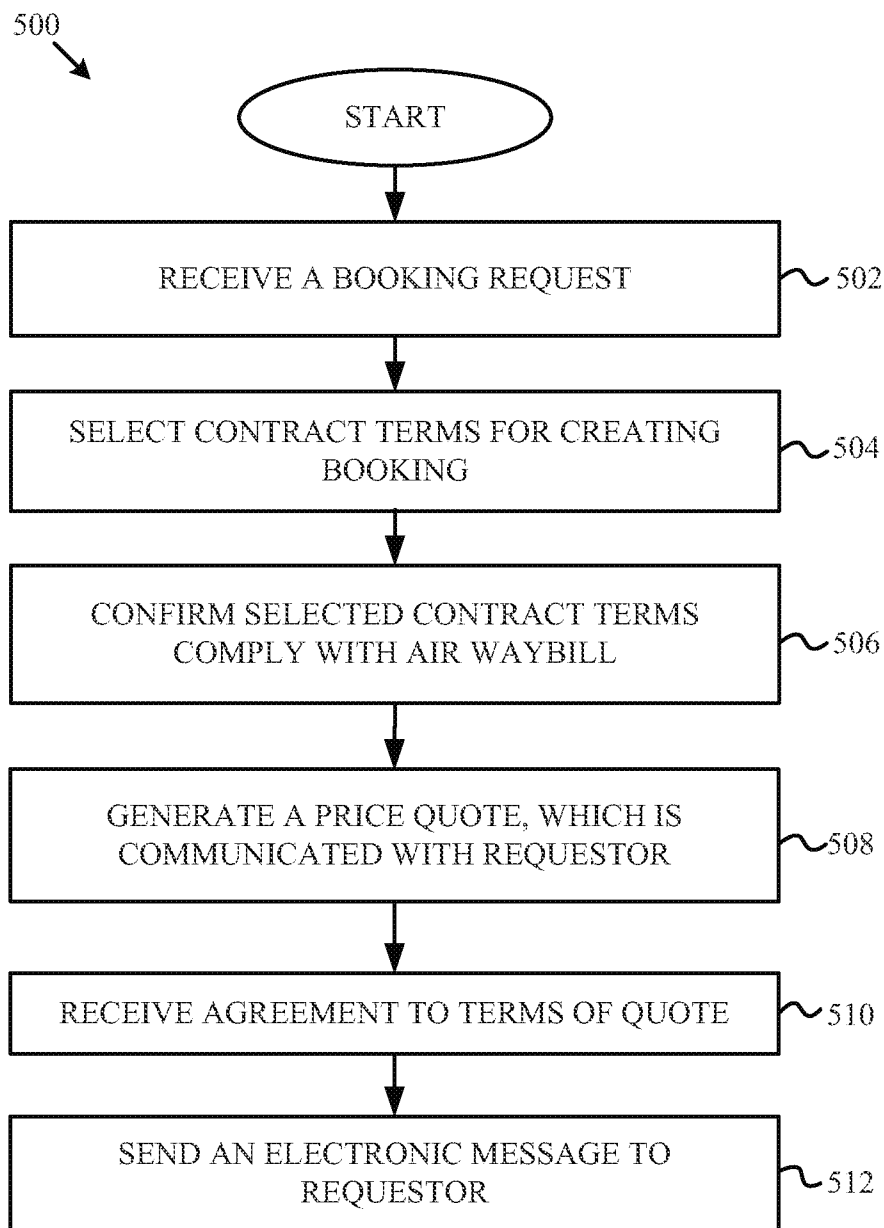 500
START
RECEIVE A BOOKING REQUEST
502
SELECT CONTRACT TERMS FOR CREATING
BOOKING
504
CONFIRM SELECTED CONTRACT TERMS
COMPLY WITH AIR WAYBILL
506
GENERATE A PRICE QUOTE, WHICH IS
COMMUNICATED WITH REQUESTOR
508
RECEIVE AGREEMENT TO TERMS OF QUOTE
510
SEND AN ELECTRONIC MESSAGE TO
REQUESTOR
512